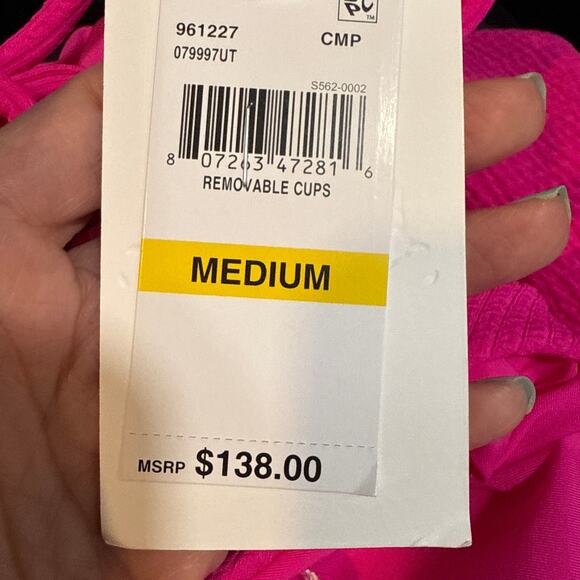 961227 CMP
079997UT
S562-0002
8 07263 47281 6
REMOVABLE CUPS
MEDIUM
MSRP $138.00